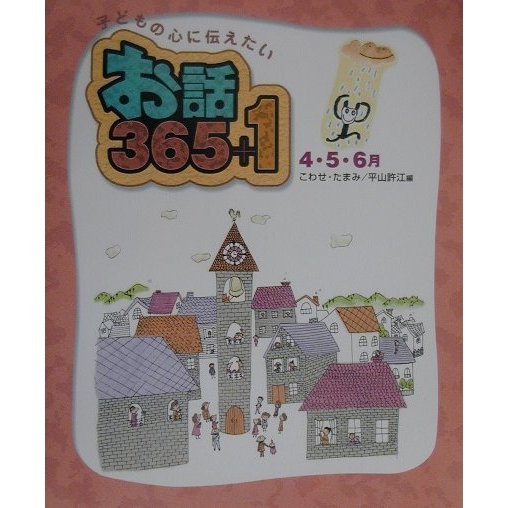 子どもの心に伝えたい
お話
365+1
4・5・6月
こわせ・たまみ/平山許江 編